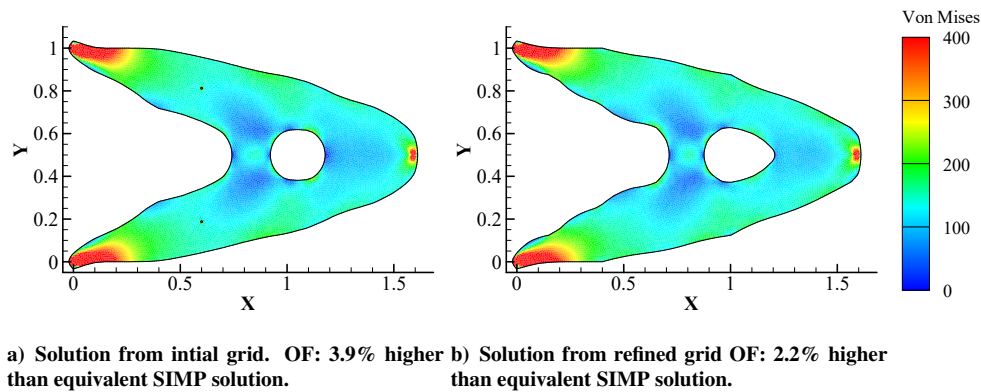 Von Mises
400
300
200
100
0
1
0.8
0.6
0.4
0.2
0
Y
0
0.5
1
1.5
X
1
0.8
0.6
0.4
0.2
0
Y
0
0.5
1
1.5
X
a) Solution from intial grid. OF: 3.9% higher
than equivalent SIMP solution.
b) Solution from refined grid OF: 2.2% higher
than equivalent SIMP solution.